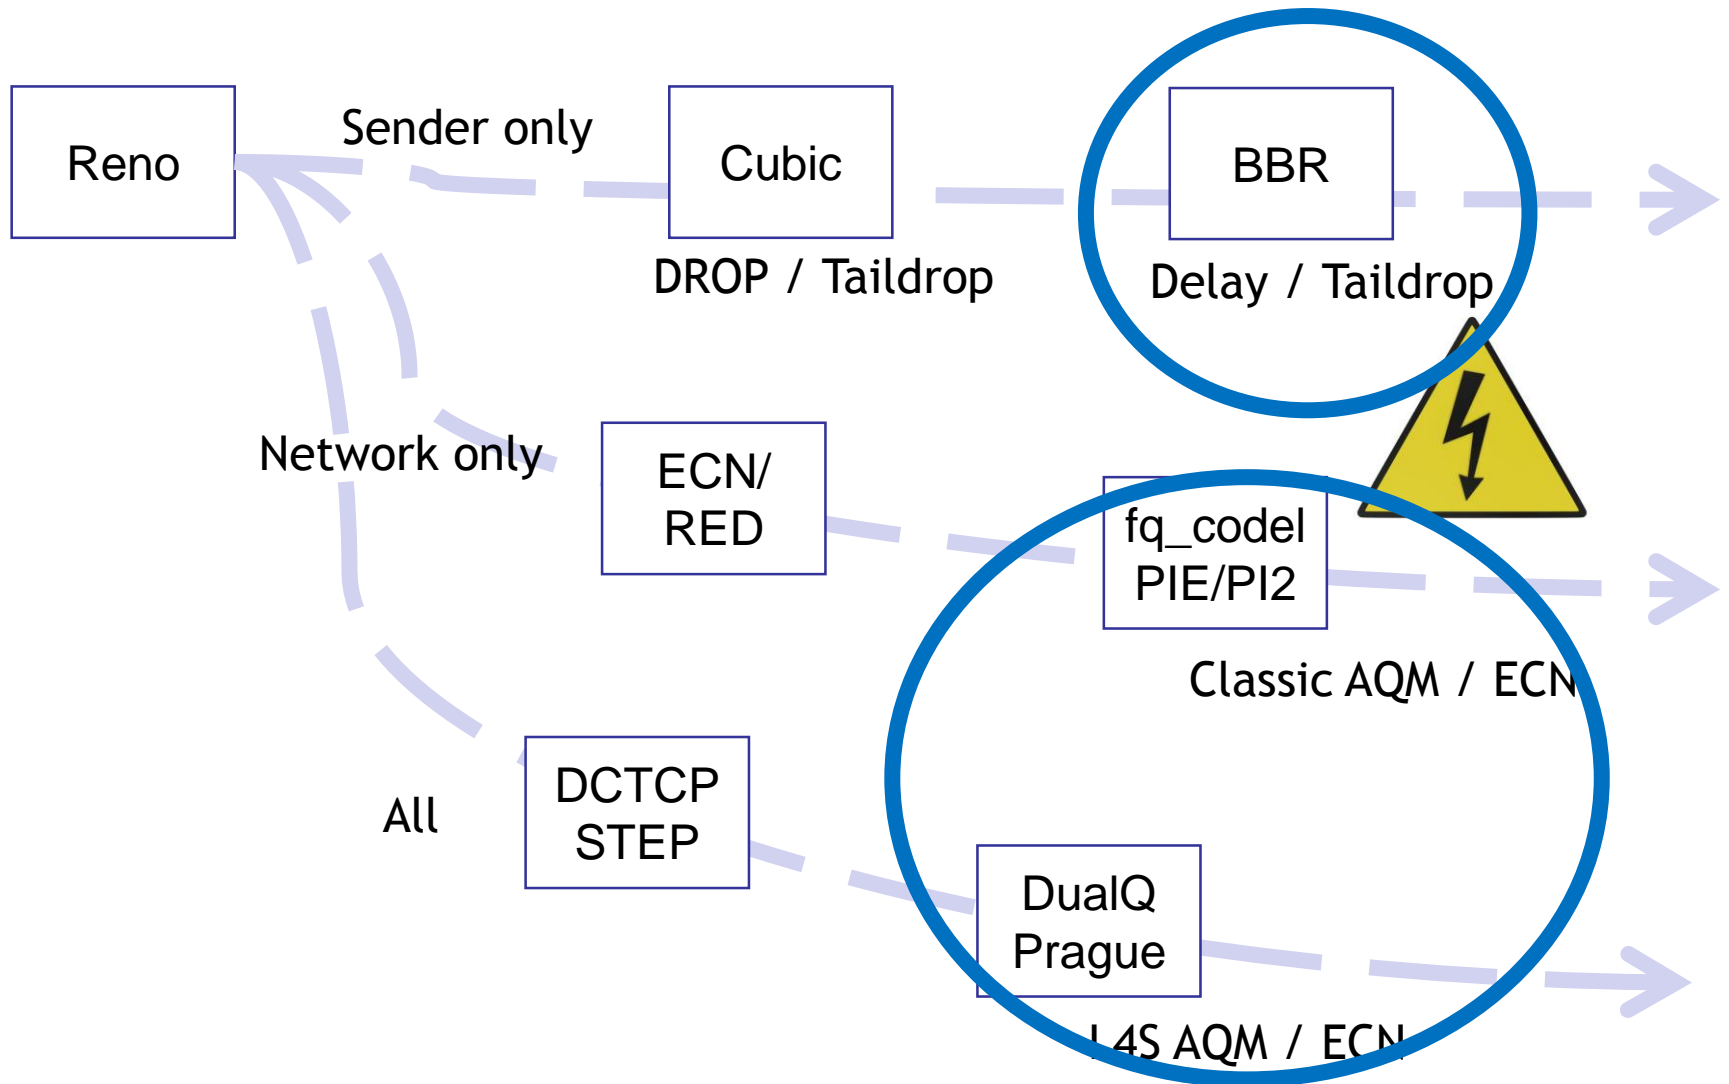 Reno
Sender only
Cubic
BBR
DROP / Taildrop
Delay / Taildrop
Network only
ECN/
RED
fq_codel
PIE/PI2
Classic AQM / ECN
All
DCTCP
STEP
DualQ
Prague
L4S AQM / ECN